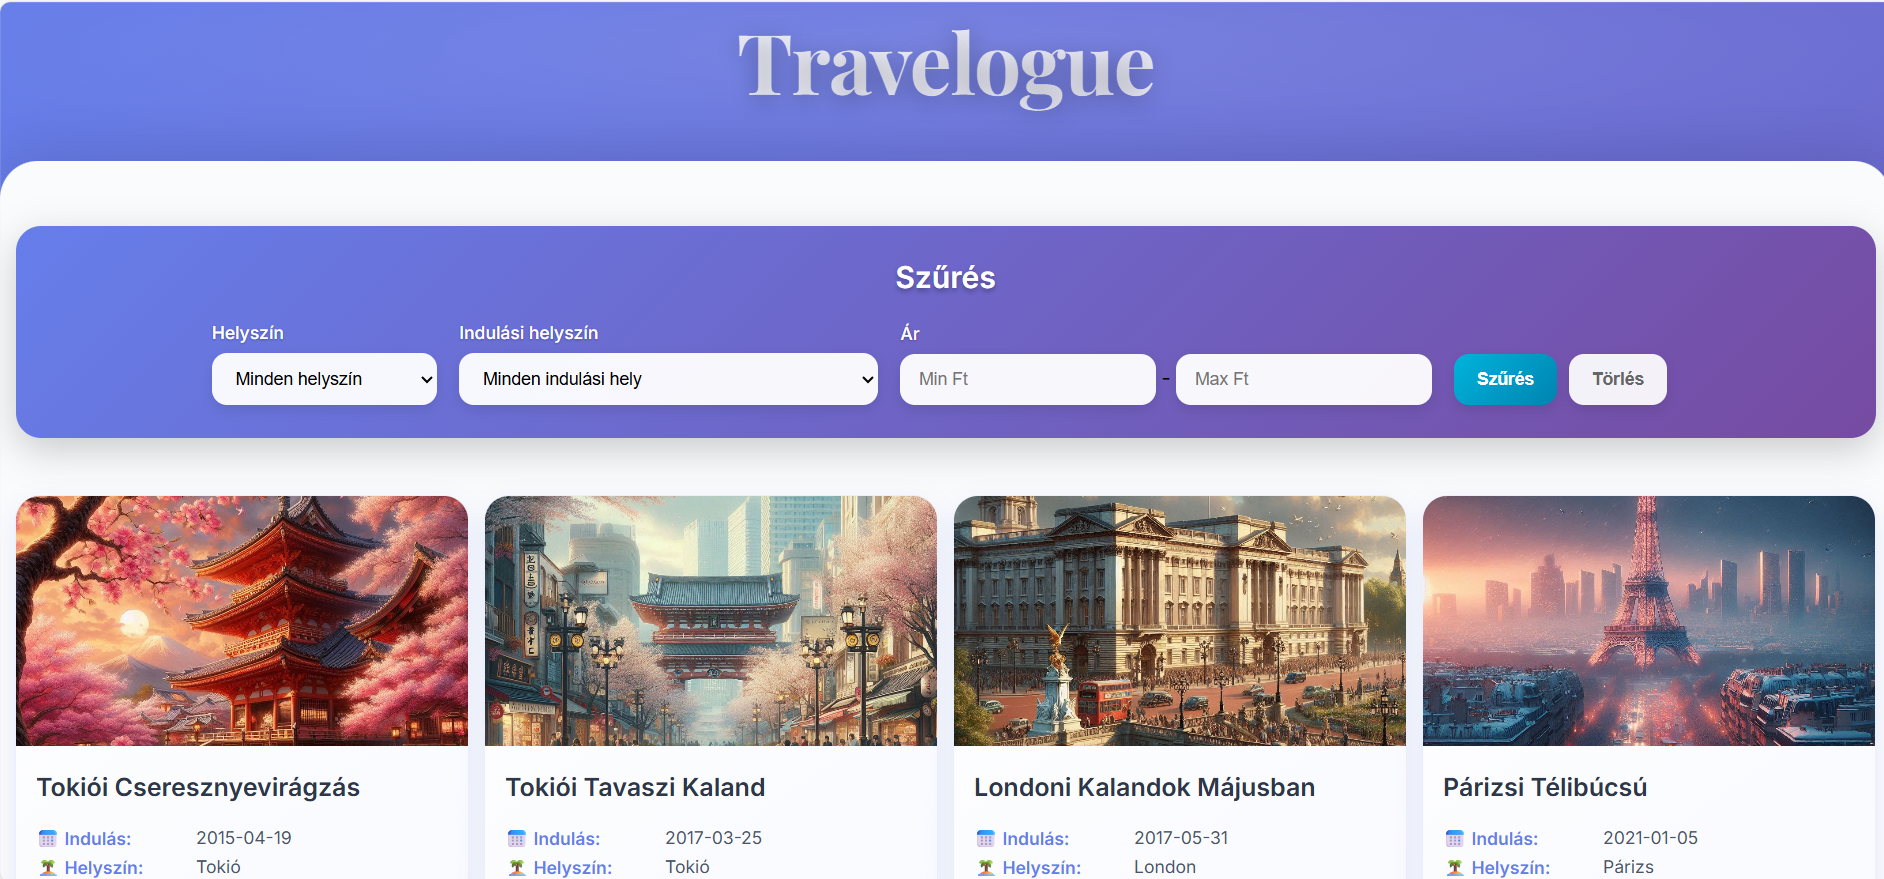 Travelogue
Szűrés
Helyszín Indulási helyszín Ár
Minden helyszín Minden indulási hely Min Ft - Max Ft Szűrés Törlés
Tokiói Cseresznyevirágzás
Indulás: 2015-04-19
Helyszín: Tokió
Tokiói Tavaszi Kaland
Indulás: 2017-03-25
Helyszín: Tokió
Londoni Kalandok Májusban
Indulás: 2017-05-31
Helyszín: London
Párizsi Télibúcsú
Indulás: 2021-01-05
Helyszín: Párizs